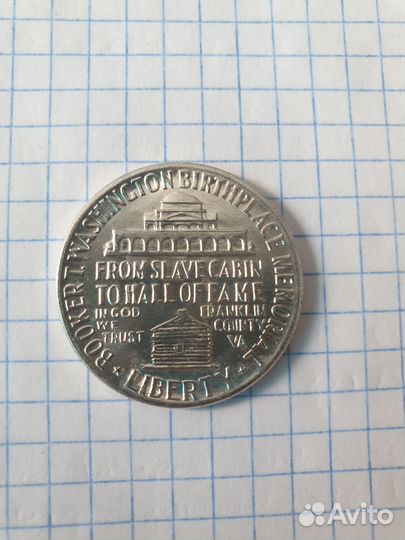 BOOKER T. WASHINGTON BIRTHPLACE MEMORIAL
FROM SLAVE CABIN
TO HALL OF FAME
IN GOD
WE
TRUST
FRANKLIN
COUNTY,
VA
LIBERTY
Avito